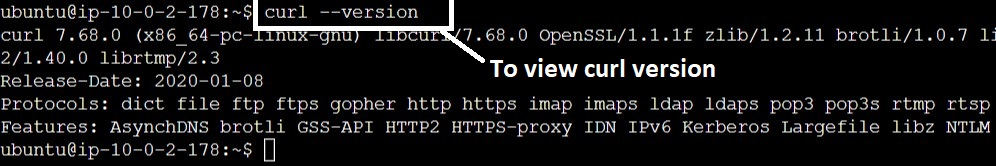 ubuntu@ip-10-0-2-178:~$ curl --version
curl 7.68.0 (x86_64-pc-linux-gnu) libcurl/7.68.0 OpenSSL/1.1.1f zlib/1.2.11 brotli/1.0.7 li
2/1.40.0 librtmp/2.3
To view curl version
Release-Date: 2020-01-08
Protocols: dict file ftp ftps gopher http https imap imaps ldap ldaps pop3 pop3s rtmp rtsp
Features: AsynchDNS brotli GSS-API HTTP2 HTTPS-proxy IDN IPv6 Kerberos Largefile libz NTLM
ubuntu@ip-10-0-2-178:~$